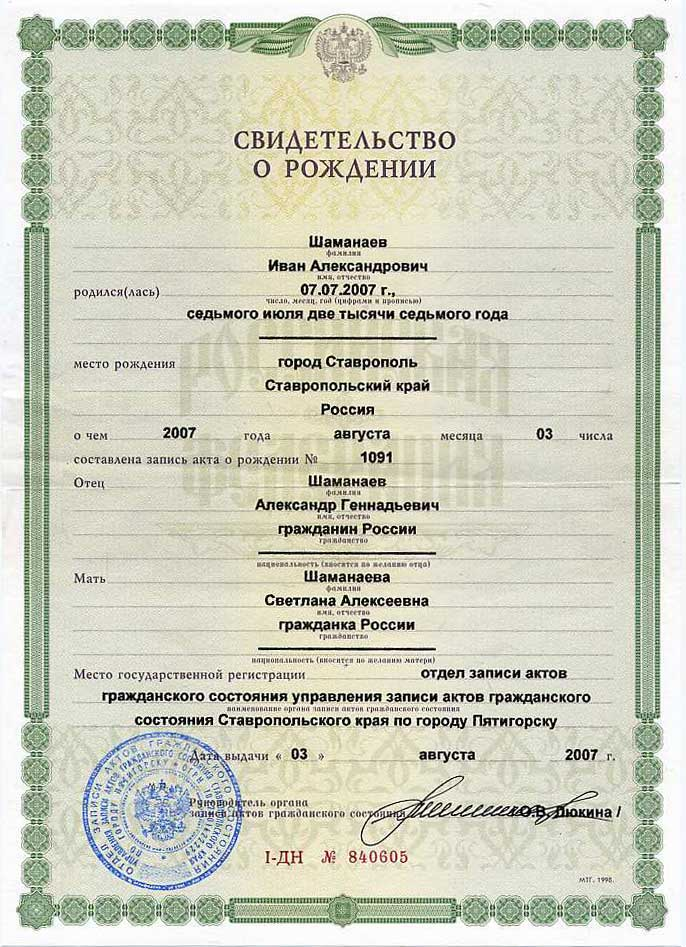 СВИДЕТЕЛЬСТВО
О РОЖДЕНИИ
Шаманаев
фамилия
Иван Александрович
имя, отчество
родился(лась) 07.07.2007 г.,
число, месяц, год (цифрами и прописью)
седьмого июля две тысячи седьмого года
место рождения город Ставрополь
Ставропольский край
Россия
о чем 2007 года августа месяца 03 числа
составлена запись акта о рождении № 1091
Отец Шаманаев
фамилия
Александр Геннадьевич
имя, отчество
гражданин России
гражданство
национальность (вносится по желанию отца)
Мать Шаманаева
фамилия
Светлана Алексеевна
имя, отчество
гражданка России
гражданство
национальность (вносится по желанию матери)
Место государственной регистрации отдел записи актов
гражданского состояния управления записи актов гражданского
наименование органа записи актов гражданского состояния
состояния Ставропольского края по городу Пятигорску
Дата выдачи « 03 » августа 2007 г.
Руководитель органа
записи актов гражданского состояния О.В. Люкина /
I-ДН № 840605
МТГ. 1998.